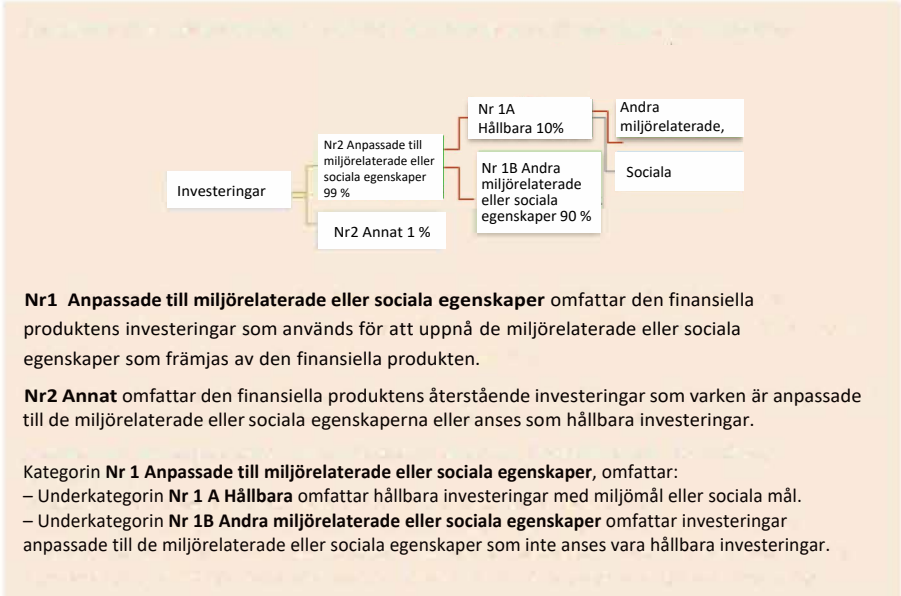 Investeringar
Nr2 Anpassade till
miljörelaterade eller
sociala egenskaper
99 %
Nr2 Annat 1 %
Nr 1A
Hållbara 10%
Nr 1B Andra
miljörelaterade
eller sociala
egenskaper 90 %
Andra
miljörelaterade,
Sociala
Nr1 Anpassade till miljörelaterade eller sociala egenskaper omfattar den finansiella
produktens investeringar som används för att uppnå de miljörelaterade eller sociala
egenskaper som främjas av den finansiella produkten.
Nr2 Annat omfattar den finansiella produktens återstående investeringar som varken är anpassade
till de miljörelaterade eller sociala egenskaperna eller anses som hållbara investeringar.
Kategorin Nr 1 Anpassade till miljörelaterade eller sociala egenskaper, omfattar:
– Underkategorin Nr 1 A Hållbara omfattar hållbara investeringar med miljömål eller sociala mål.
– Underkategorin Nr 1B Andra miljörelaterade eller sociala egenskaper omfattar investeringar
anpassade till de miljörelaterade eller sociala egenskaper som inte anses vara hållbara investeringar.